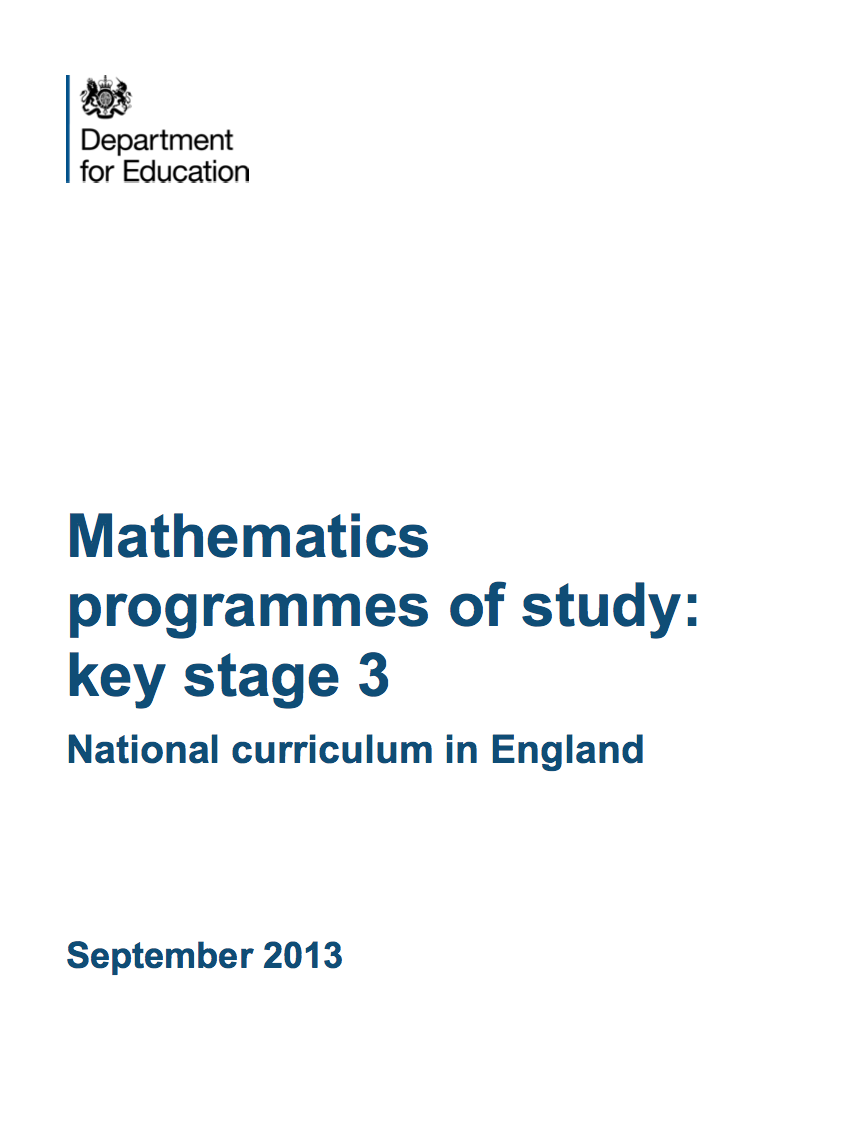 Department
for Education
Mathematics
programmes of study:
key stage 3
National curriculum in England
September 2013